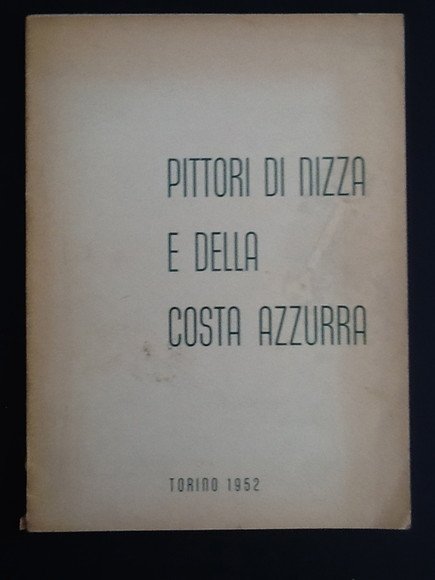 PITTORI DI NIZZA
E DELLA
COSTA AZZURRA
TORINO 1952